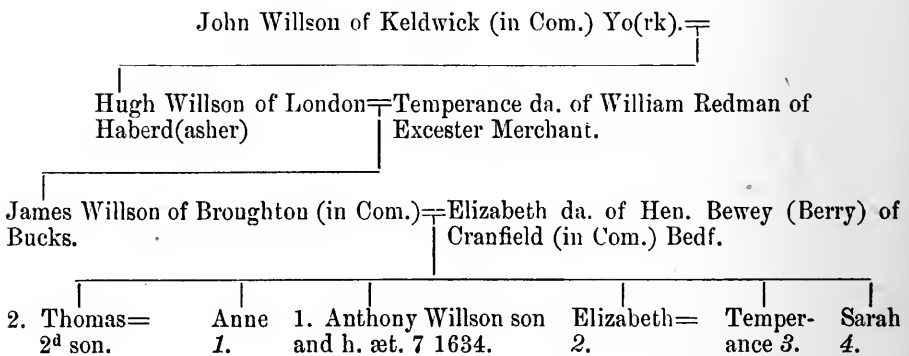 John Willson of Keldwick (in Com.) Yo(rk).=
Hugh Willson of London=Temperance da. of William Redman of
Haberd(asher) Excester Merchant.
James Willson of Broughton (in Com.)=Elizabeth da. of Hen. Bewey (Berry) of
Bucks. Cranfield (in Com.) Bedf.
2. Thomas= Anne 1. Anthony Willson son Elizabeth= Temper- Sarah
2d son. 1. and h. æt. 7 1634. 2. ance 3. 4.